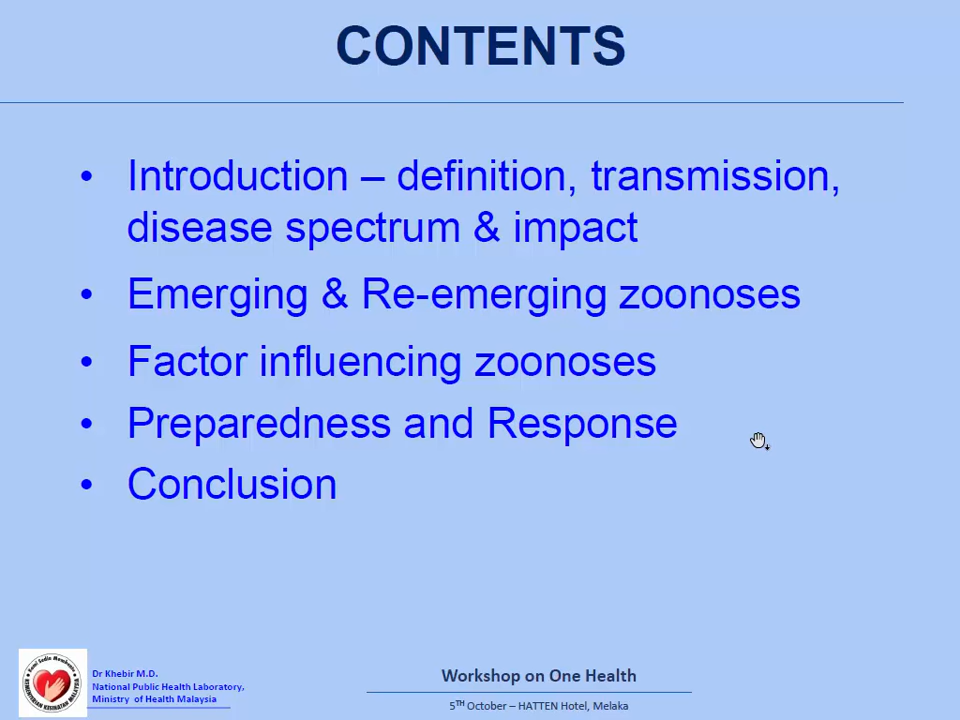 CONTENTS
• Introduction – definition, transmission,
disease spectrum & impact
• Emerging & Re-emerging zoonoses
• Factor influencing zoonoses
• Preparedness and Response
• Conclusion
Dr Khebir M.D.
National Public Health Laboratory,
Ministry of Health Malaysia
Workshop on One Health
5TH October – HATTEN Hotel, Melaka